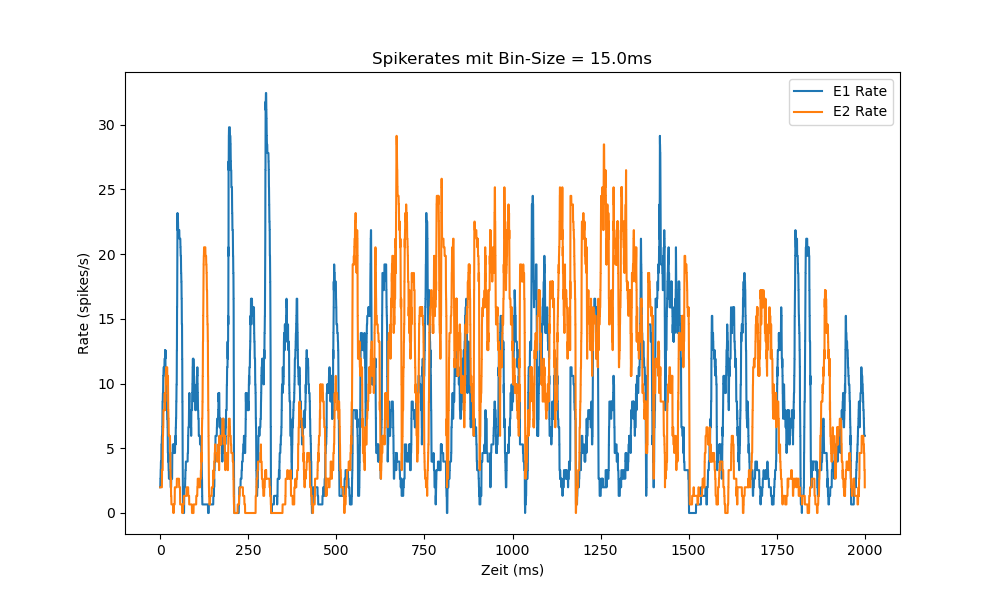 Spikerates mit Bin-Size = 15.0ms
E1 Rate
E2 Rate
Rate (spikes/s)
30
25
20
15
10
5
0
0 250 500 750 1000 1250 1500 1750 2000
Zeit (ms)